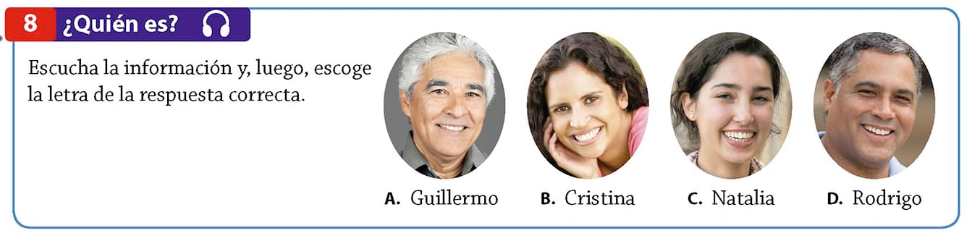 8 ¿Quién es?
Escucha la información y, luego, escoge
la letra de la respuesta correcta.
A. Guillermo B. Cristina C. Natalia D. Rodrigo